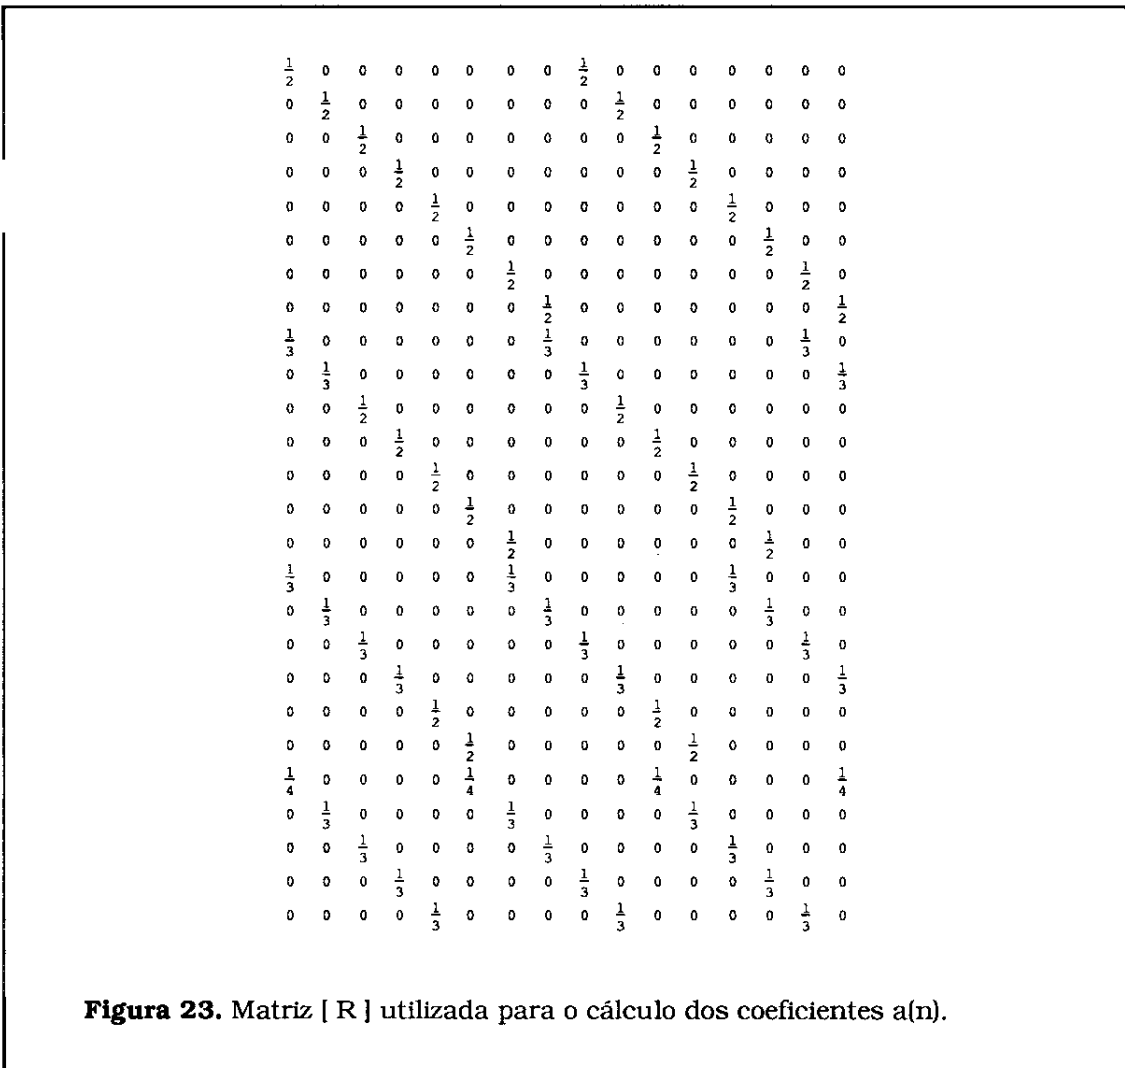 1/2 0 0 0 0 0 0 0 1/2 0 0 0 0 0 0 0
0 1/2 0 0 0 0 0 0 0 1/2 0 0 0 0 0 0
0 0 1/2 0 0 0 0 0 0 0 1/2 0 0 0 0 0
0 0 0 1/2 0 0 0 0 0 0 0 1/2 0 0 0 0
0 0 0 0 1/2 0 0 0 0 0 0 0 1/2 0 0 0
0 0 0 0 0 1/2 0 0 0 0 0 0 0 1/2 0 0
0 0 0 0 0 0 1/2 0 0 0 0 0 0 0 1/2 0
0 0 0 0 0 0 0 1/2 0 0 0 0 0 0 0 1/2
1/3 0 0 0 0 0 0 1/3 0 0 0 0 0 0 1/3 0
0 1/3 0 0 0 0 0 0 1/3 0 0 0 0 0 0 1/3
0 0 1/2 0 0 0 0 0 0 1/2 0 0 0 0 0 0
0 0 0 1/2 0 0 0 0 0 0 1/2 0 0 0 0 0
0 0 0 0 1/2 0 0 0 0 0 0 1/2 0 0 0 0
0 0 0 0 0 1/2 0 0 0 0 0 0 1/2 0 0 0
0 0 0 0 0 0 1/2 0 0 0 0 0 0 1/2 0 0
1/3 0 0 0 0 0 1/3 0 0 0 0 0 1/3 0 0 0
0 1/3 0 0 0 0 0 1/3 0 0 0 0 0 1/3 0 0
0 0 1/3 0 0 0 0 0 1/3 0 0 0 0 0 1/3 0
0 0 0 1/3 0 0 0 0 0 1/3 0 0 0 0 0 1/3
0 0 0 0 1/2 0 0 0 0 0 1/2 0 0 0 0 0
0 0 0 0 0 1/2 0 0 0 0 0 1/2 0 0 0 0
1/4 0 0 0 0 1/4 0 0 0 0 1/4 0 0 0 0 1/4
0 1/3 0 0 0 0 1/3 0 0 0 0 1/3 0 0 0 0
0 0 1/3 0 0 0 0 1/3 0 0 0 0 1/3 0 0 0
0 0 0 1/3 0 0 0 0 1/3 0 0 0 0 1/3 0 0
0 0 0 0 1/3 0 0 0 0 1/3 0 0 0 0 1/3 0
Figura 23. Matriz [ R ] utilizada para o cálculo dos coeficientes a(n).